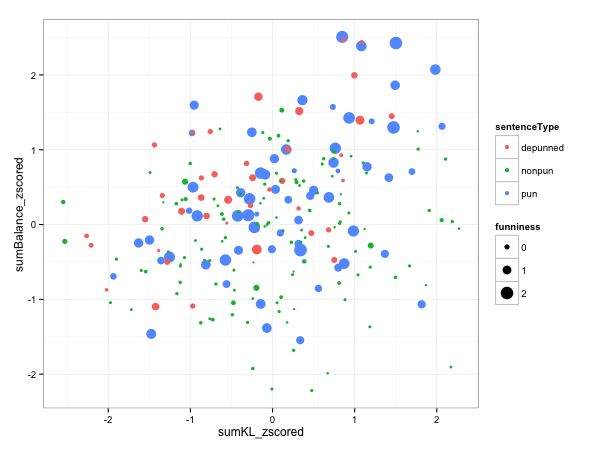 sumBalance_zscored
2
1
0
-1
-2
-2
-1
0
1
2
sumKL_zscored
sentenceType
depunned
nonpun
pun
funniness
0
1
2